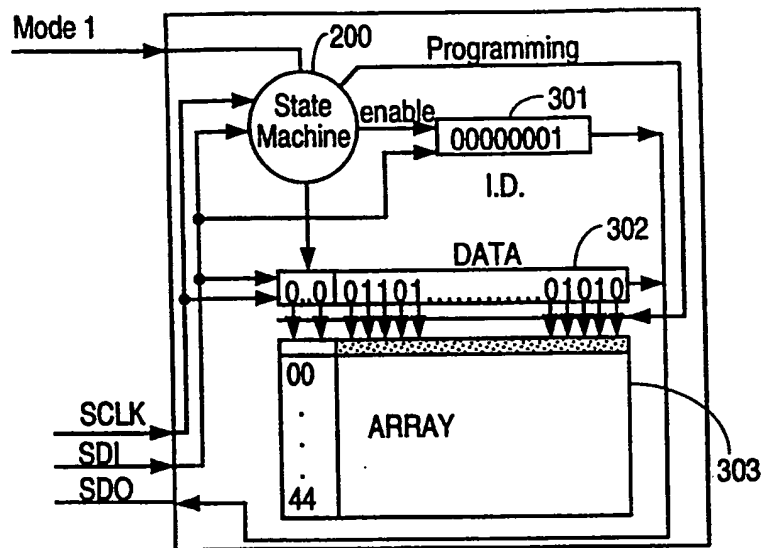 Mode 1
200
Programming
State
Machine
enable
301
00000001
I.D.
302
DATA
0..0 01101...............01010
00
.
.
.
44
ARRAY
SCLK
SDI
SDO
303